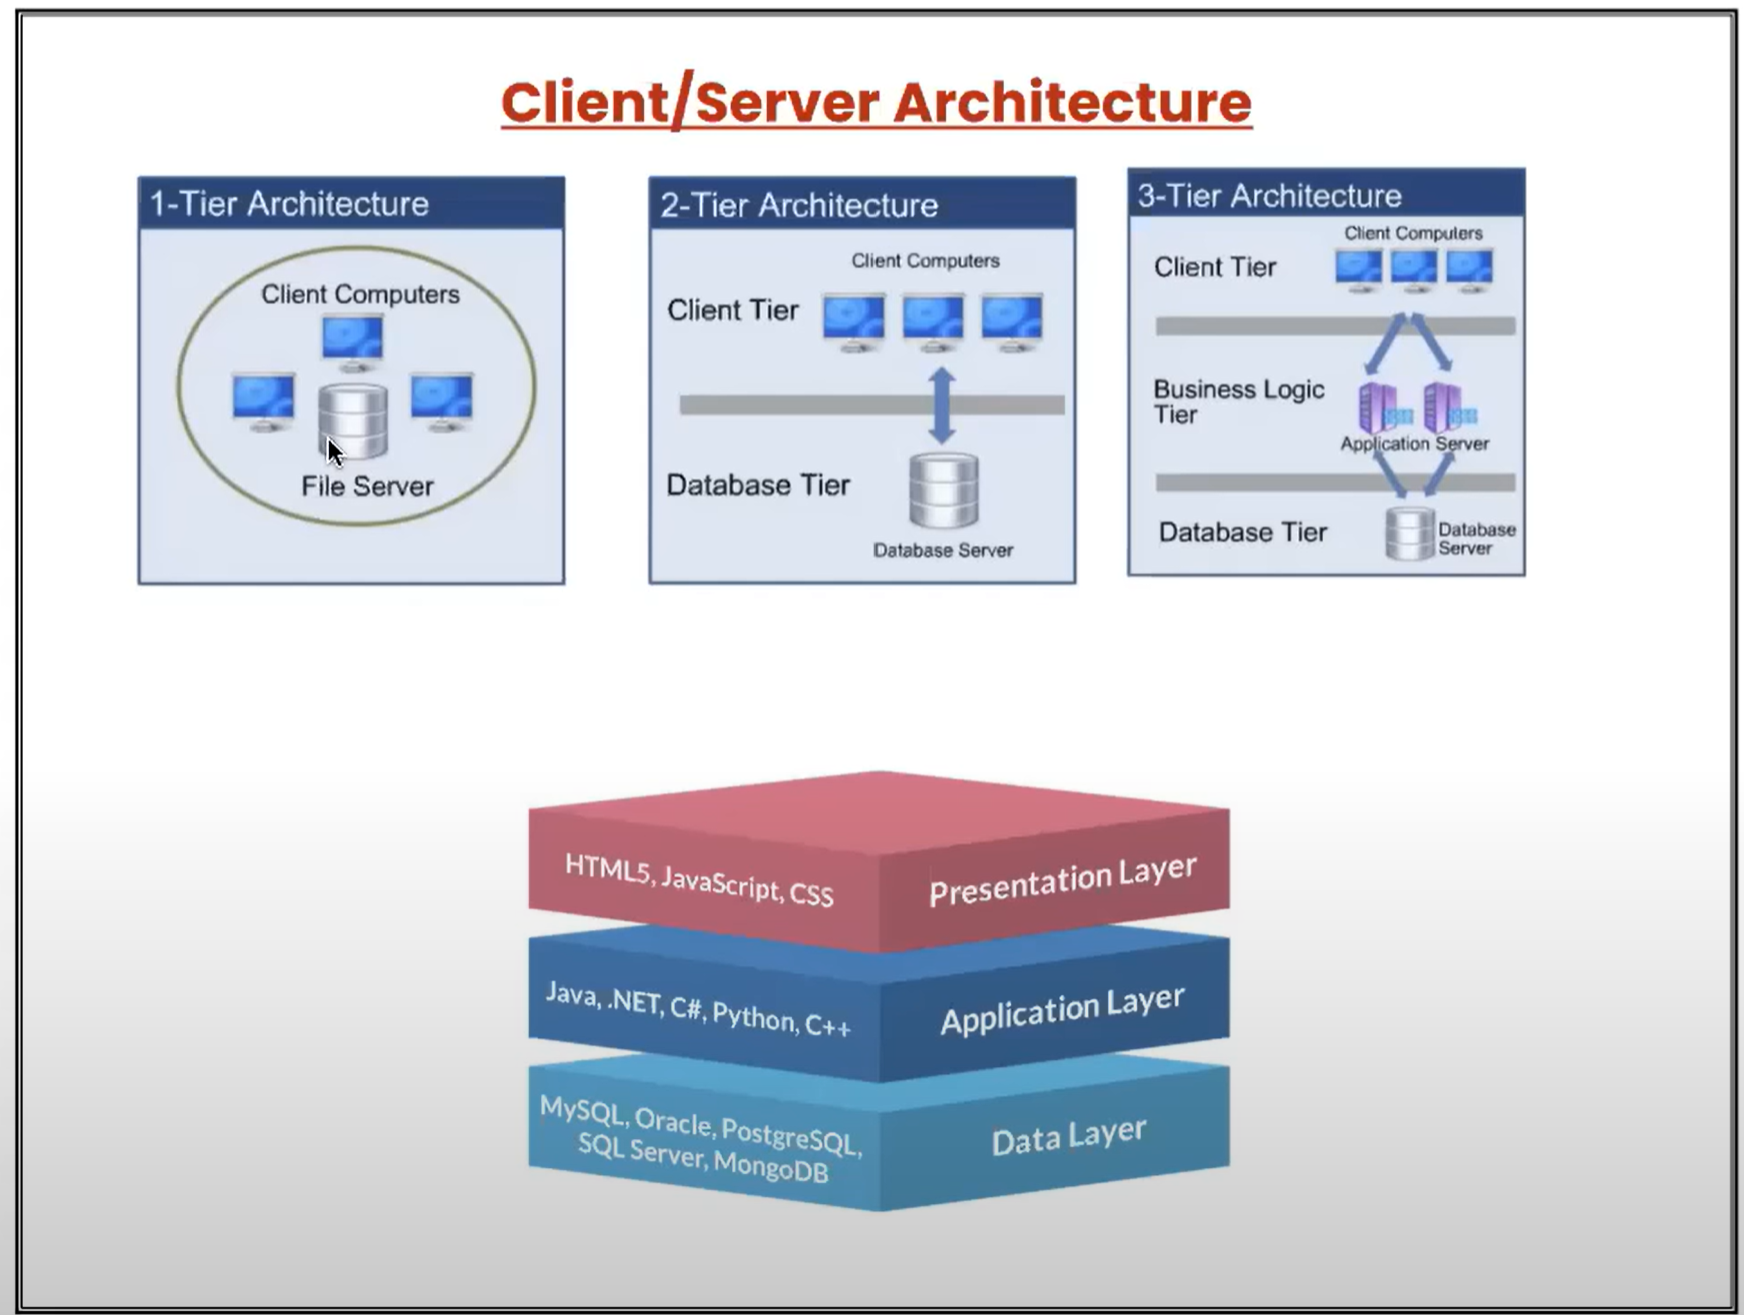 Client/Server Architecture
1-Tier Architecture
Client Computers
File Server
2-Tier Architecture
Client Computers
Client Tier
Database Tier
Database Server
3-Tier Architecture
Client Computers
Client Tier
Business Logic
Tier
Application Server
Database Tier
Database
Server
HTML5, JavaScript, CSS
Presentation Layer
Java, .NET, C#, Python, C++
Application Layer
MySQL, Oracle, PostgreSQL,
SQL Server, MongoDB
Data Layer